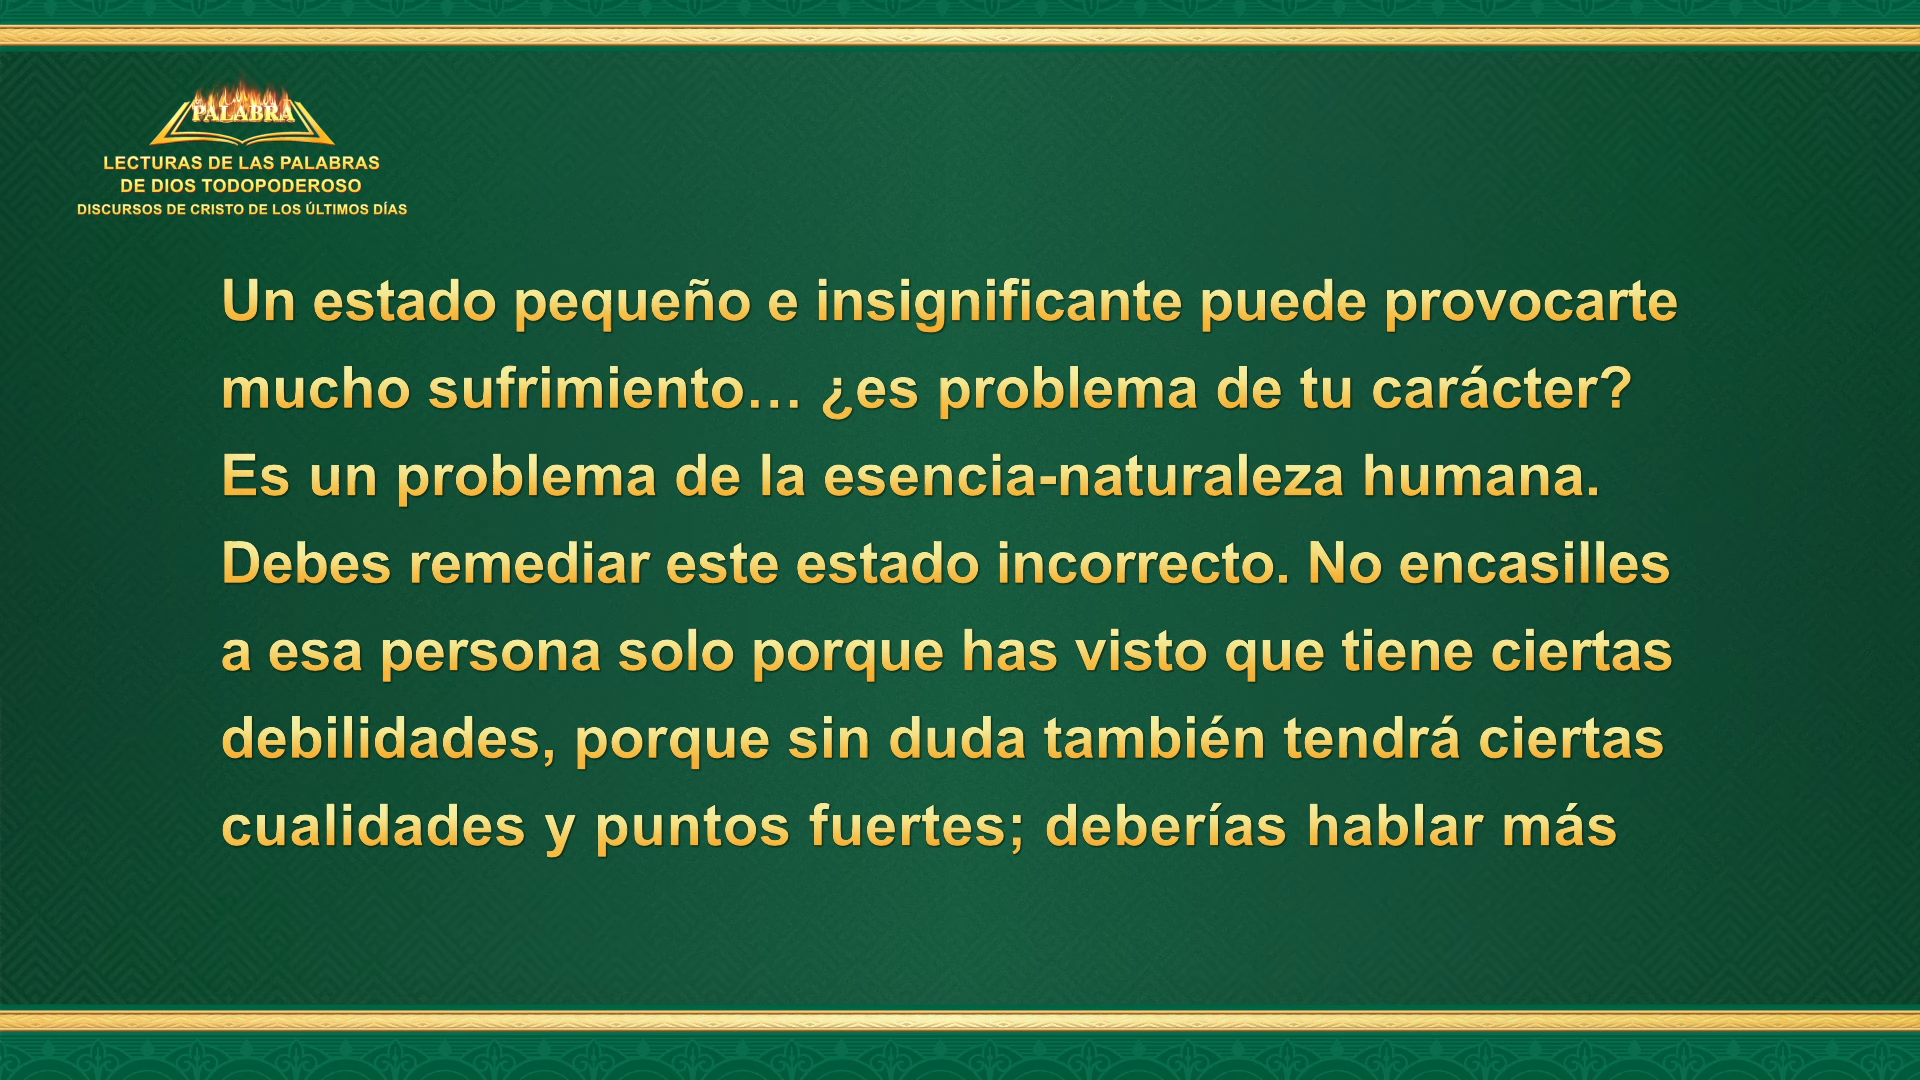 PALABRA
LECTURAS DE LAS PALABRAS
DE DIOS TODOPODEROSO
DISCURSOS DE CRISTO DE LOS ÚLTIMOS DÍAS
Un estado pequeño e insignificante puede provocarte
mucho sufrimiento… ¿es problema de tu carácter?
Es un problema de la esencia-naturaleza humana.
Debes remediar este estado incorrecto. No encasilles
a esa persona solo porque has visto que tiene ciertas
debilidades, porque sin duda también tendrá ciertas
cualidades y puntos fuertes; deberías hablar más